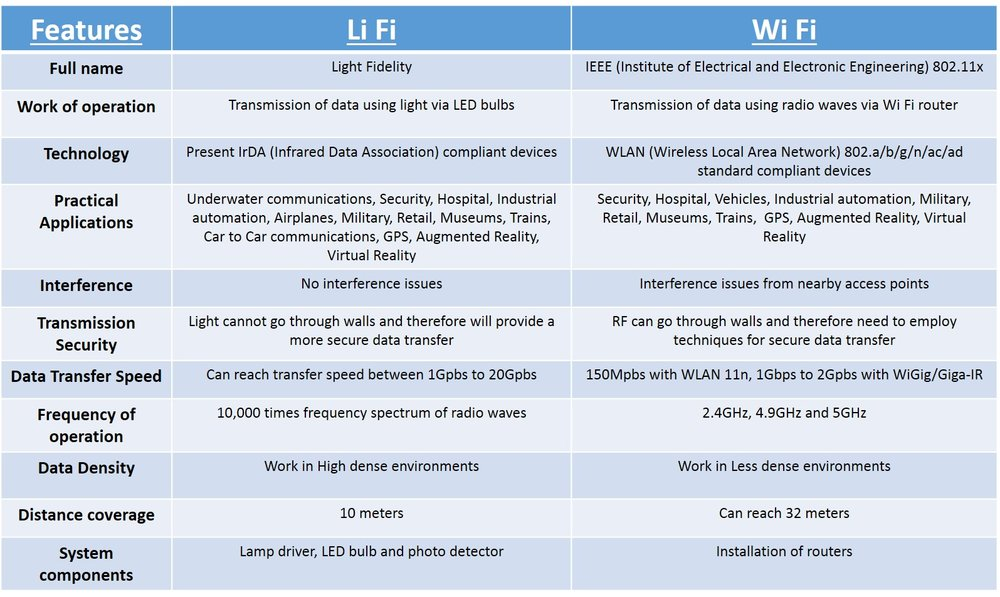 Features Li Fi Wi Fi
Full name Light Fidelity IEEE (Institute of Electrical and Electronic Engineering) 802.11x
Work of operation Transmission of data using light via LED bulbs Transmission of data using radio waves via Wi Fi router
Technology Present IrDA (Infrared Data Association) compliant devices WLAN (Wireless Local Area Network) 802.a/b/g/n/ac/ad
standard compliant devices
Practical
Applications
Underwater communications, Security, Hospital, Industrial
automation, Airplanes, Military, Retail, Museums, Trains,
Car to Car communications, GPS, Augmented Reality,
Virtual Reality
Security, Hospital, Vehicles, Industrial automation, Military,
Retail, Museums, Trains, GPS, Augmented Reality, Virtual
Reality
Interference No interference issues Interference issues from nearby access points
Transmission
Security
Light cannot go through walls and therefore will provide a
more secure data transfer
RF can go through walls and therefore need to employ
techniques for secure data transfer
Data Transfer Speed Can reach transfer speed between 1Gpbs to 20Gpbs 150Mpbs with WLAN 11n, 1Gbps to 2Gpbs with WiGig/Giga-IR
Frequency of
operation
10,000 times frequency spectrum of radio waves 2.4GHz, 4.9GHz and 5GHz
Data Density Work in High dense environments Work in Less dense environments
Distance coverage 10 meters Can reach 32 meters
System
components
Lamp driver, LED bulb and photo detector Installation of routers